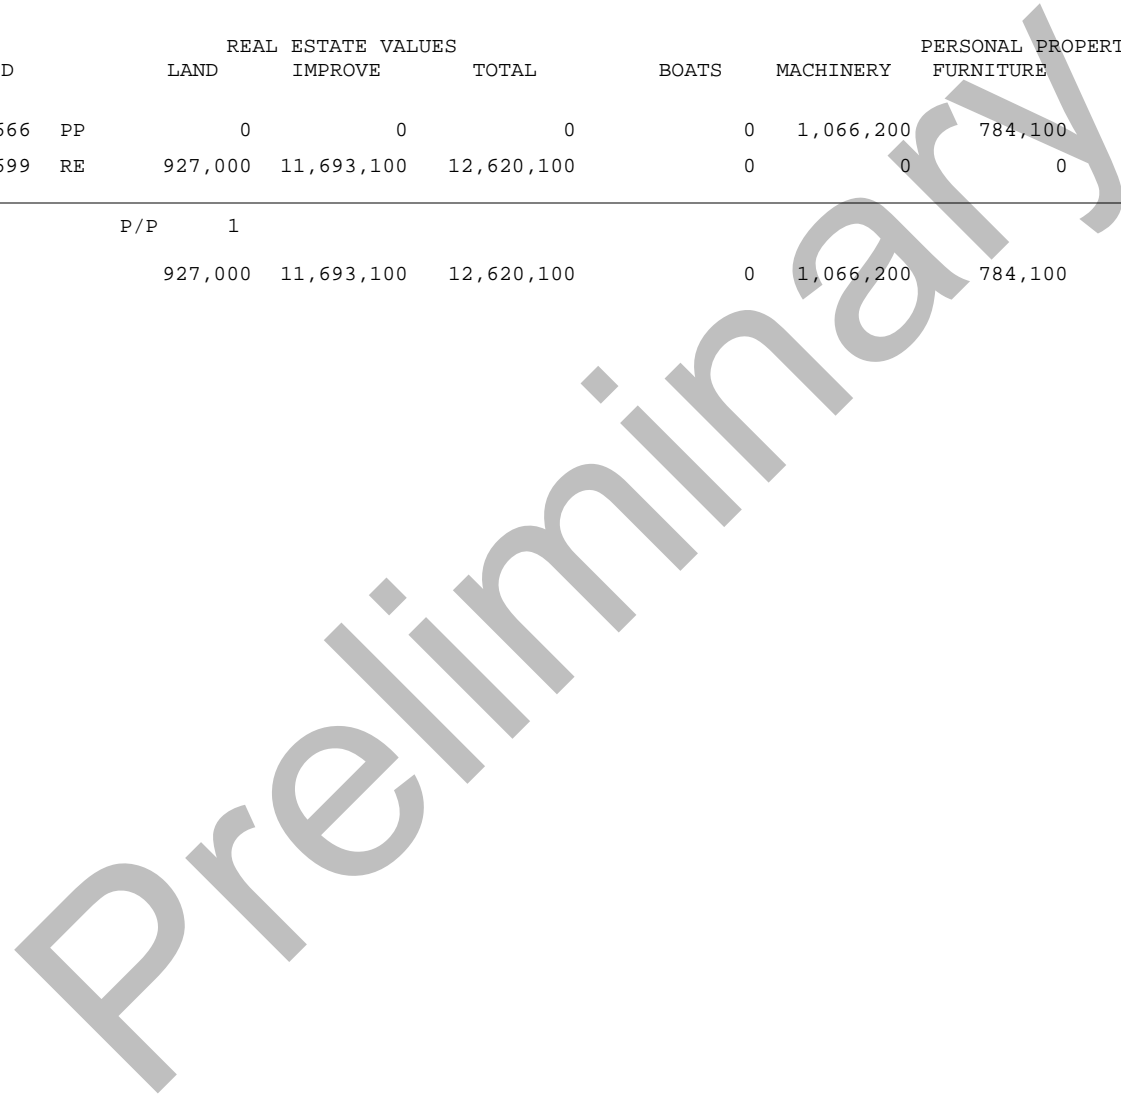 REAL ESTATE VALUES PERSONAL PROPERT
D LAND IMPROVE TOTAL BOATS MACHINERY FURNITURE
566 PP 0 0 0 0 1,066,200 784,100
599 RE 927,000 11,693,100 12,620,100 0 0 0
P/P 1
927,000 11,693,100 12,620,100 0 1,066,200 784,100
Preliminary